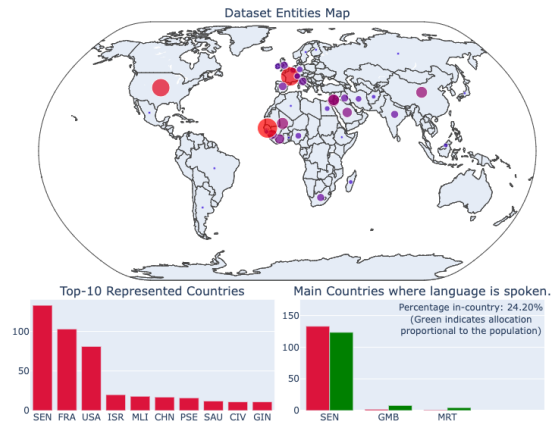 Dataset Entities Map
Top-10 Represented Countries
100
50
0
SEN FRA USA ISR MLI CHN PSE SAU CIV GIN
Main Countries where language is spoken.
Percentage in-country: 24.20%
(Green indicates allocation
proportional to the population)
150
100
50
0
SEN GMB MRT